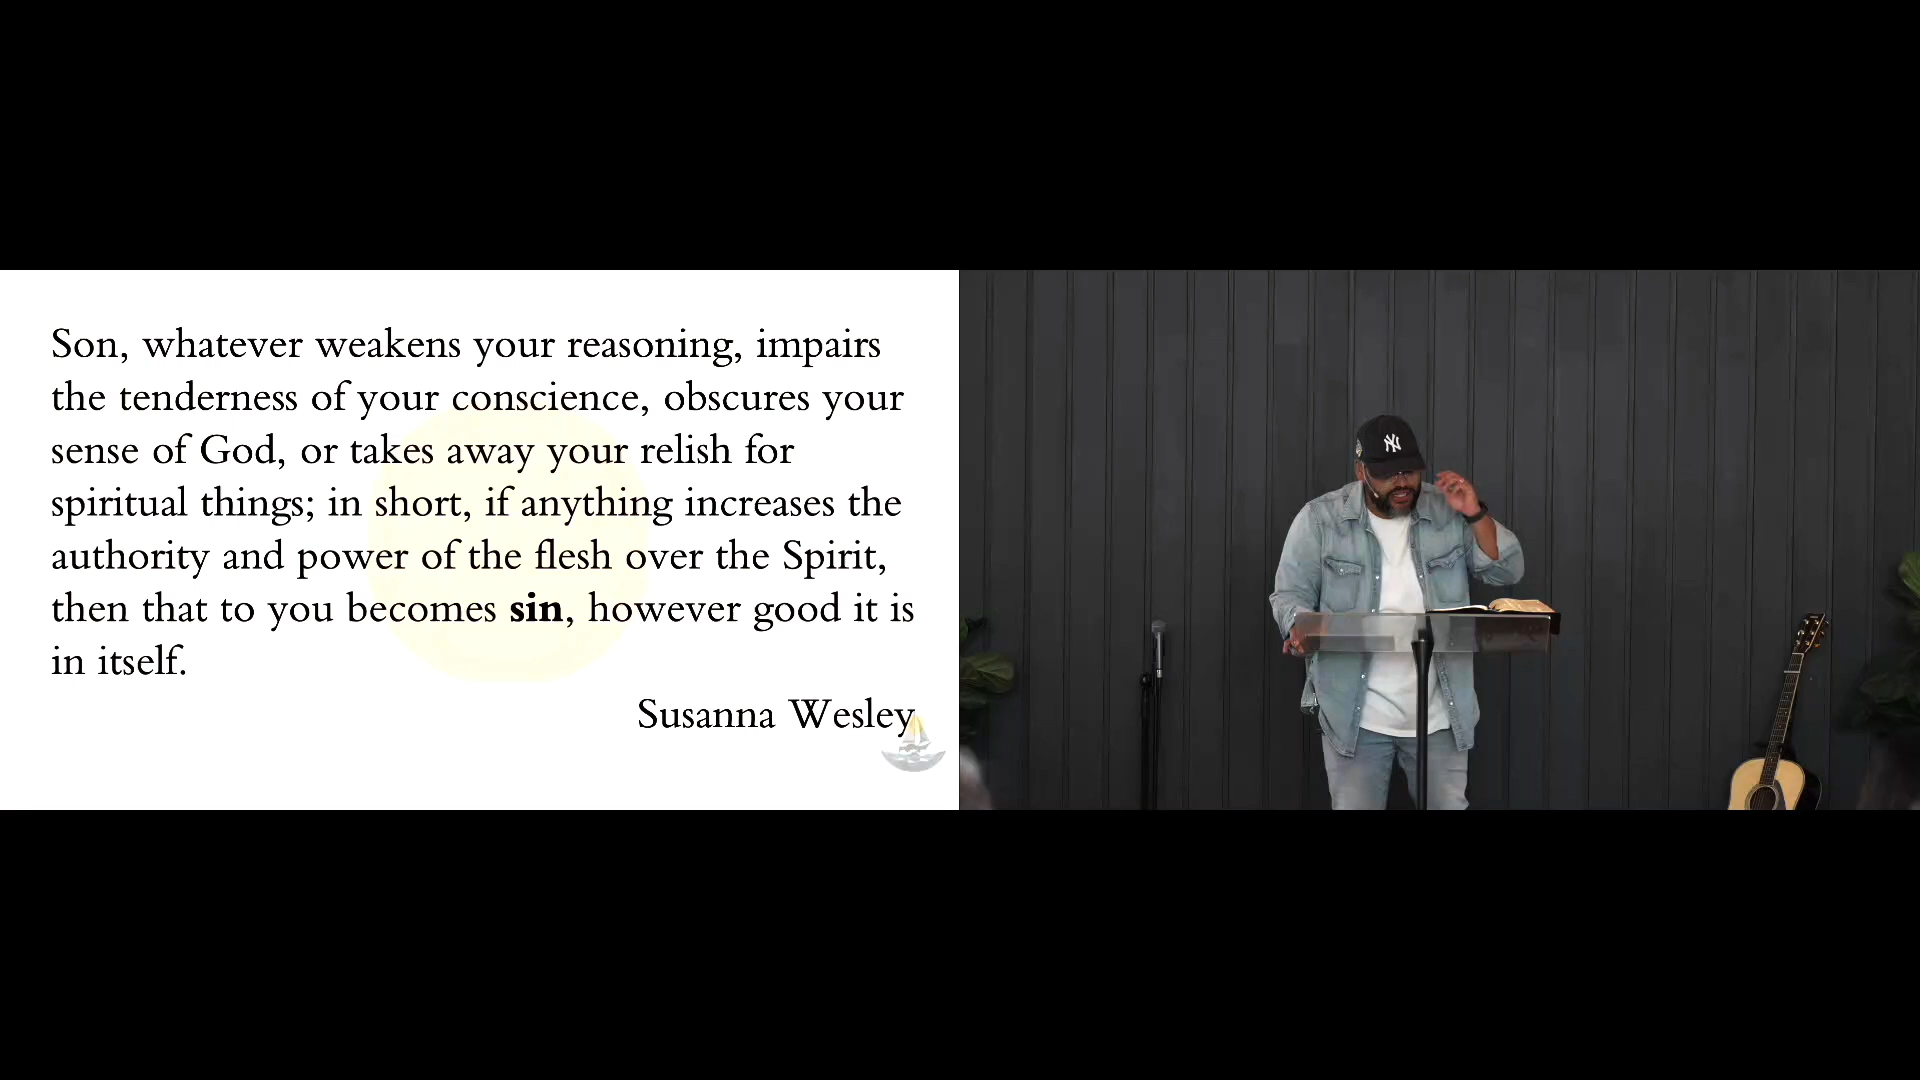 Son, whatever weakens your reasoning, impairs
the tenderness of your conscience, obscures your
sense of God, or takes away your relish for
spiritual things; in short, if anything increases the
authority and power of the flesh over the Spirit,
then that to you becomes sin, however good it is
in itself.
Susanna Wesley
NY